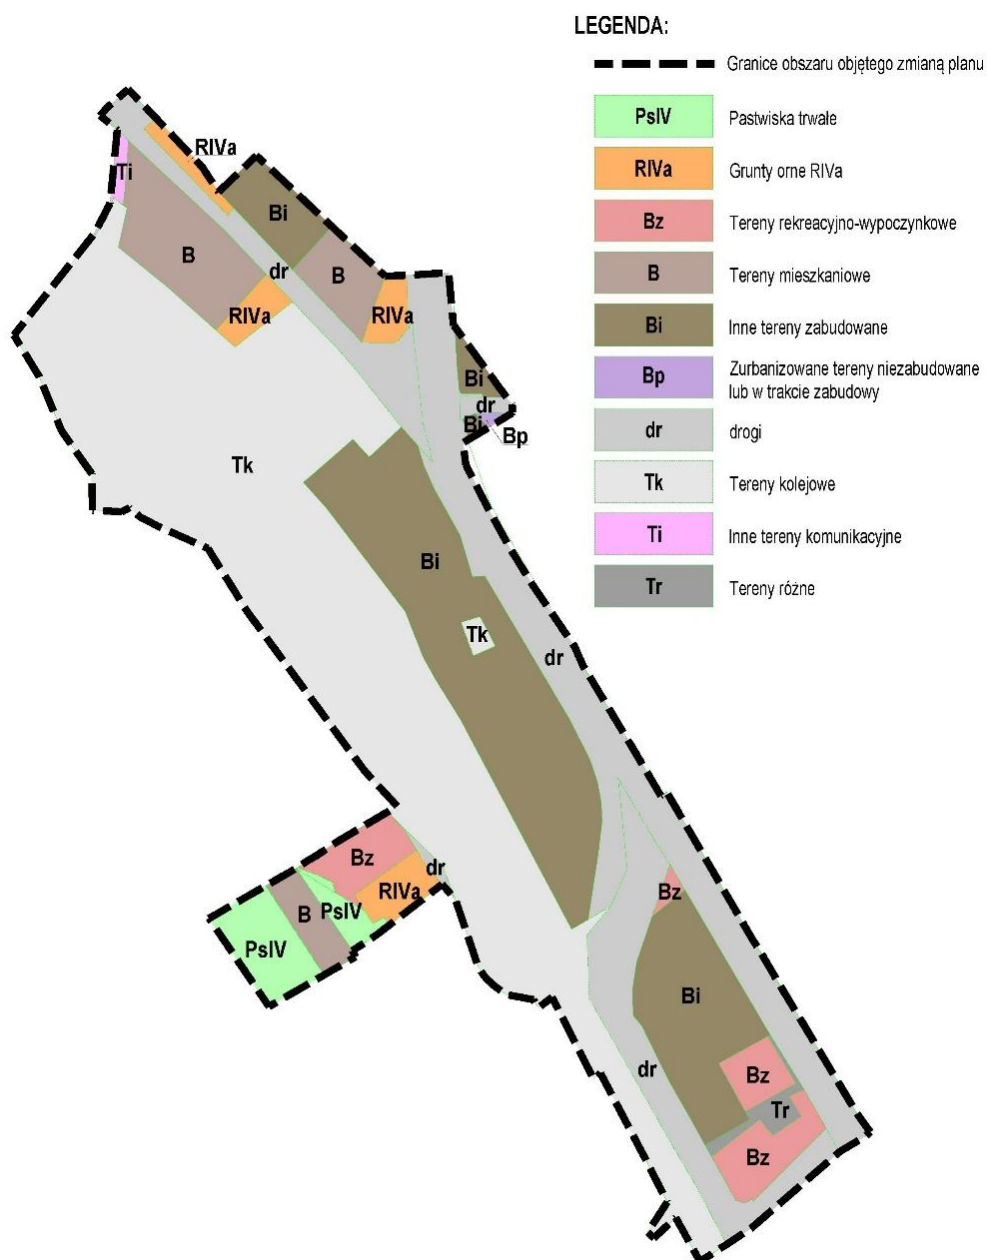 LEGENDA:
Granice obszaru objętego zmianą planu
PsIV Pastwiska trwałe
RIVa Grunty orne RIVa
Bz Tereny rekreacyjno-wypoczynkowe
B Tereny mieszkaniowe
Bi Inne tereny zabudowane
Bp Zurbanizowane tereny niezabudowane
lub w trakcie zabudowy
dr drogi
Tk Tereny kolejowe
Ti Inne tereny komunikacyjne
Tr Tereny różne
RIVa
Ti
Bi
B
dr
B
RIVa
RIVa
Bi
dr
Bi
Bp
Tk
Bi
Tk
dr
Bz
dr
RIVa
Bz
B
PsIV
PsIV
Bi
dr
Bz
Tr
Bz